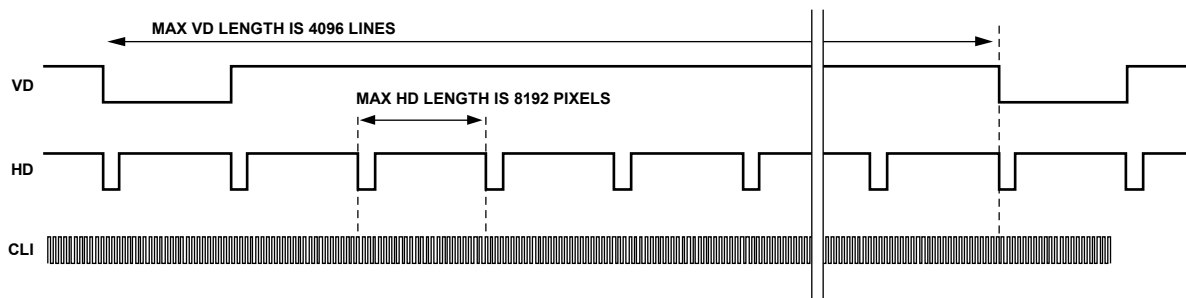 MAX VD LENGTH IS 4096 LINES
VD
MAX HD LENGTH IS 8192 PIXELS
HD
CLI